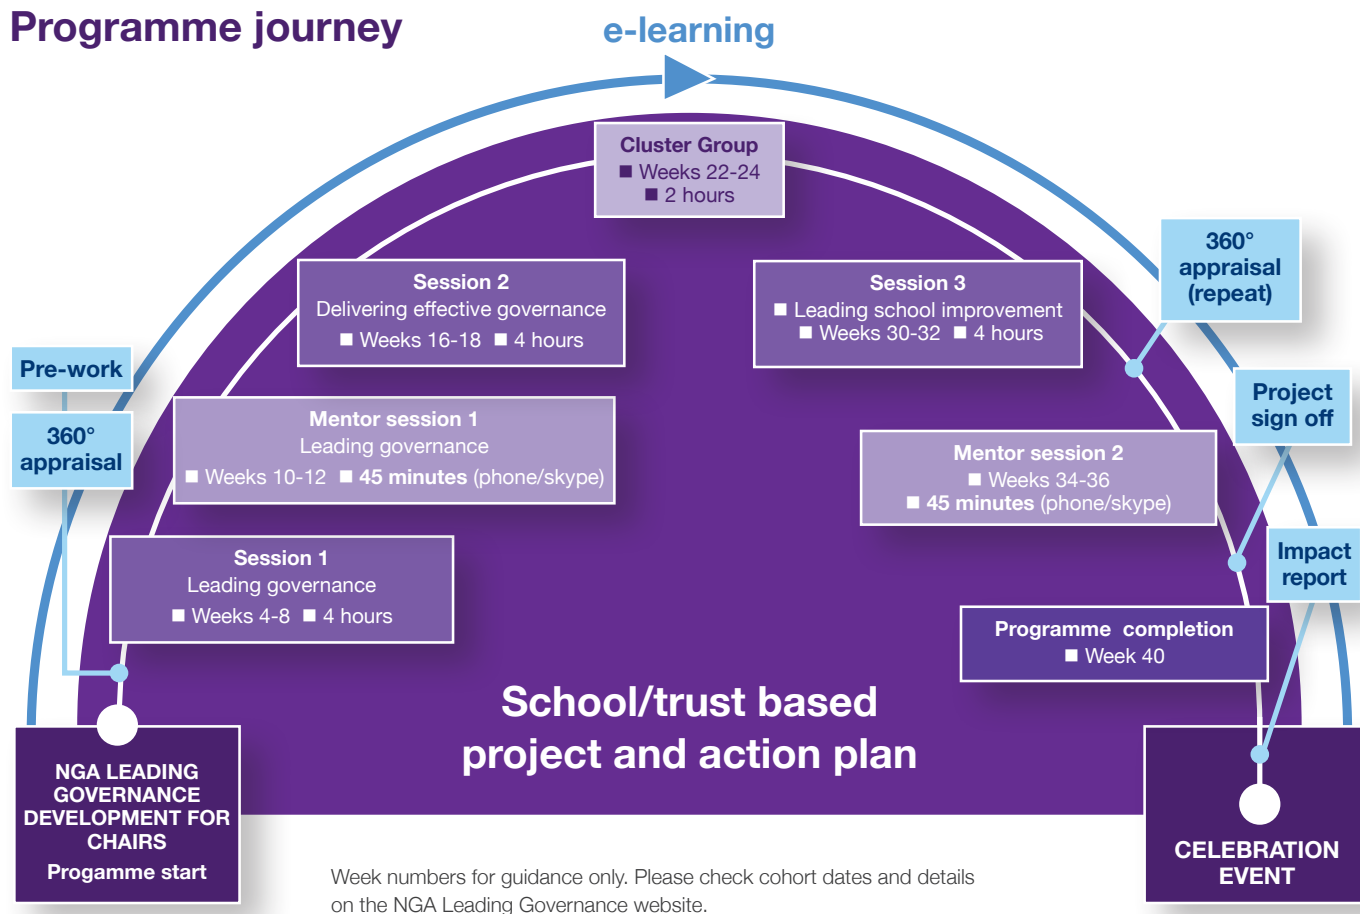 Programme journey
e-learning
Cluster Group
■ Weeks 22-24
■ 2 hours
Session 2
Delivering effective governance
■ Weeks 16-18 ■ 4 hours
Session 3
■ Leading school improvement
■ Weeks 30-32 ■ 4 hours
360°
appraisal
(repeat)
Pre-work
360°
appraisal
Mentor session 1
Leading governance
■ Weeks 10-12 ■ 45 minutes (phone/skype)
Project
sign off
Mentor session 2
■ Weeks 34-36
■ 45 minutes (phone/skype)
Session 1
Leading governance
■ Weeks 4-8 ■ 4 hours
Impact
report
Programme completion
■ Week 40
School/trust based
project and action plan
NGA LEADING
GOVERNANCE
DEVELOPMENT FOR
CHAIRS
Progamme start
CELEBRATION
EVENT
Week numbers for guidance only. Please check cohort dates and details
on the NGA Leading Governance website.